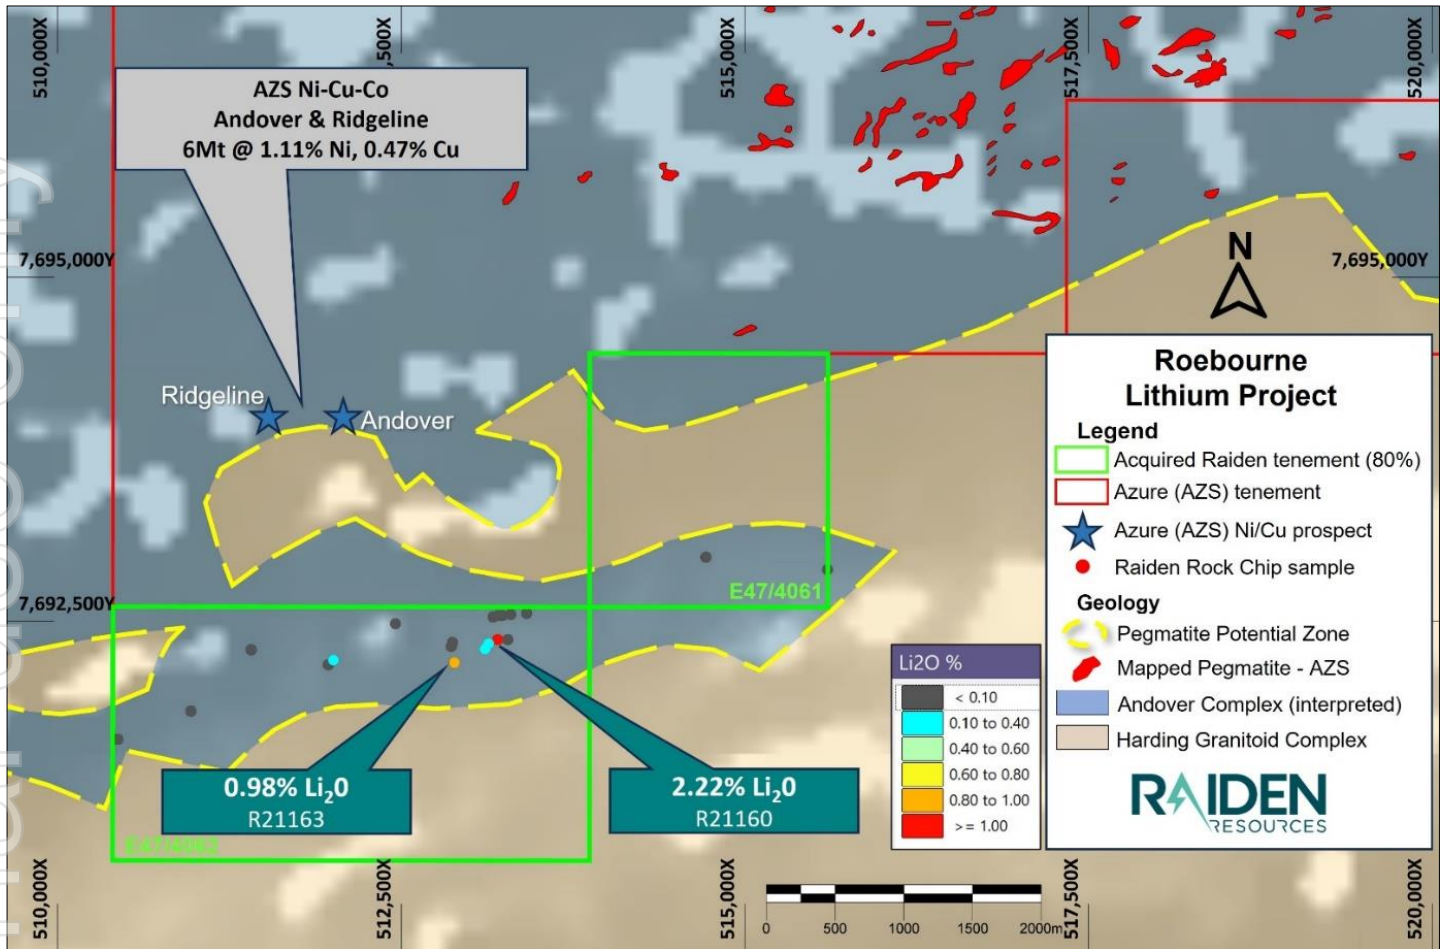 510,000X
,500X
515,000X
517,500X
520,000X
AZS Ni-Cu-Co
Andover & Ridgeline
6Mt @ 1.11% Ni, 0.47% Cu
7,695,000Y
7,695,000Y
N
Ridgeline
Andover
Roebourne
Lithium Project
Legend
Acquired Raiden tenement (80%)
Azure (AZS) tenement
Azure (AZS) Ni/Cu prospect
Raiden Rock Chip sample
Geology
Pegmatite Potential Zone
Mapped Pegmatite - AZS
Andover Complex (interpreted)
Harding Granitoid Complex
RAIDEN
RESOURCES
E47/4061
7,692,500Y
Li2O %
< 0.10
0.10 to 0.40
0.40 to 0.60
0.60 to 0.80
0.80 to 1.00
>= 1.00
0.98% Li₂0
R21163
2.22% Li₂0
R21160
0 500 1000 1500 2000m
510,000X
512,500X
515,000X
517,500X
520,000X